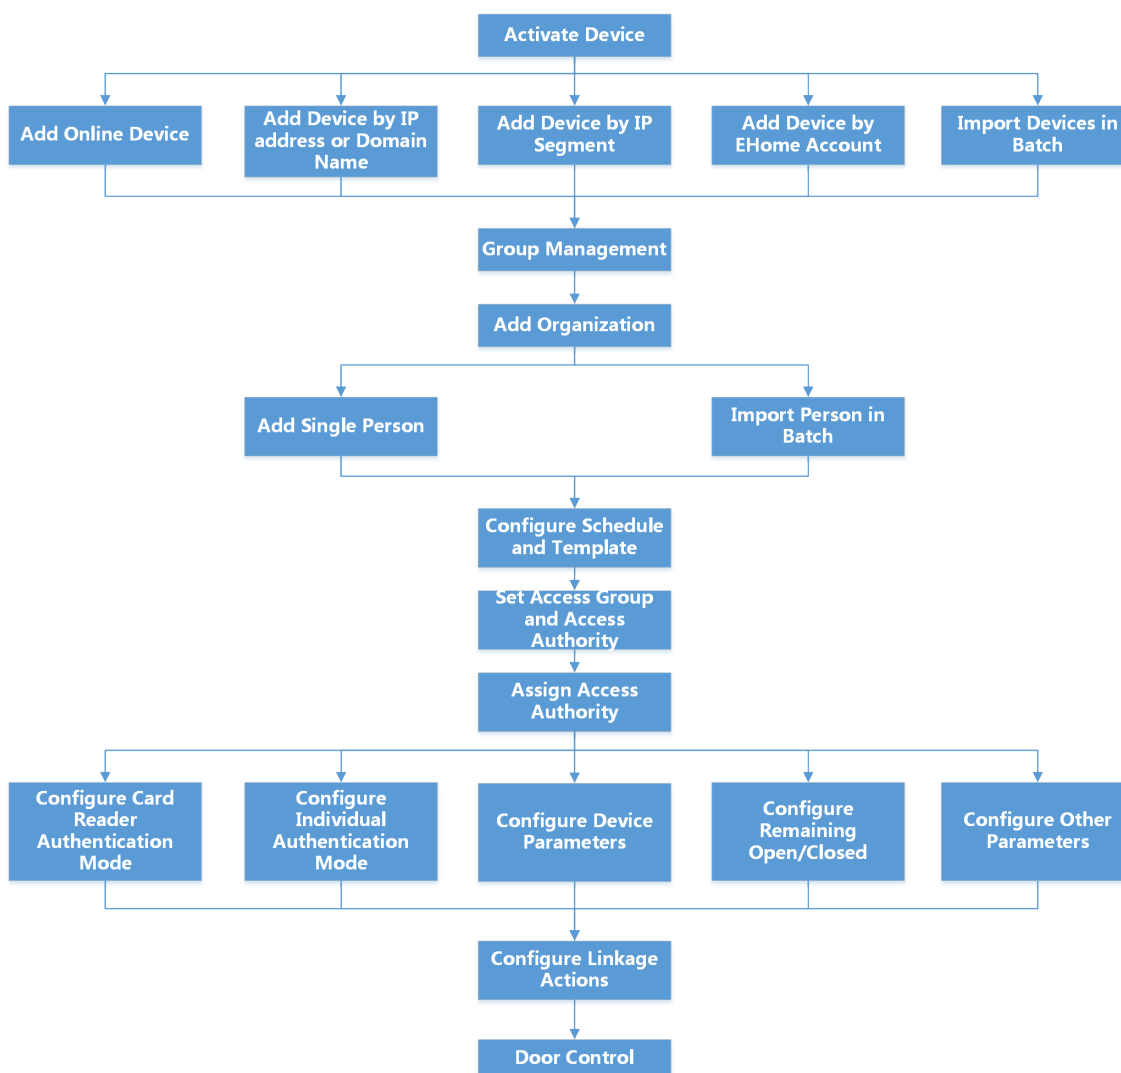 Activate Device
Add Online Device
Add Device by IP
address or Domain
Name
Add Device by IP
Segment
Add Device by
EHome Account
Import Devices in
Batch
Group Management
Add Organization
Add Single Person
Import Person in
Batch
Configure Schedule
and Template
Set Access Group
and Access
Authority
Assign Access
Authority
Configure Card
Reader
Authentication
Mode
Configure
Individual
Authentication
Mode
Configure Device
Parameters
Configure
Remaining
Open/Closed
Configure Other
Parameters
Configure Linkage
Actions
Door Control